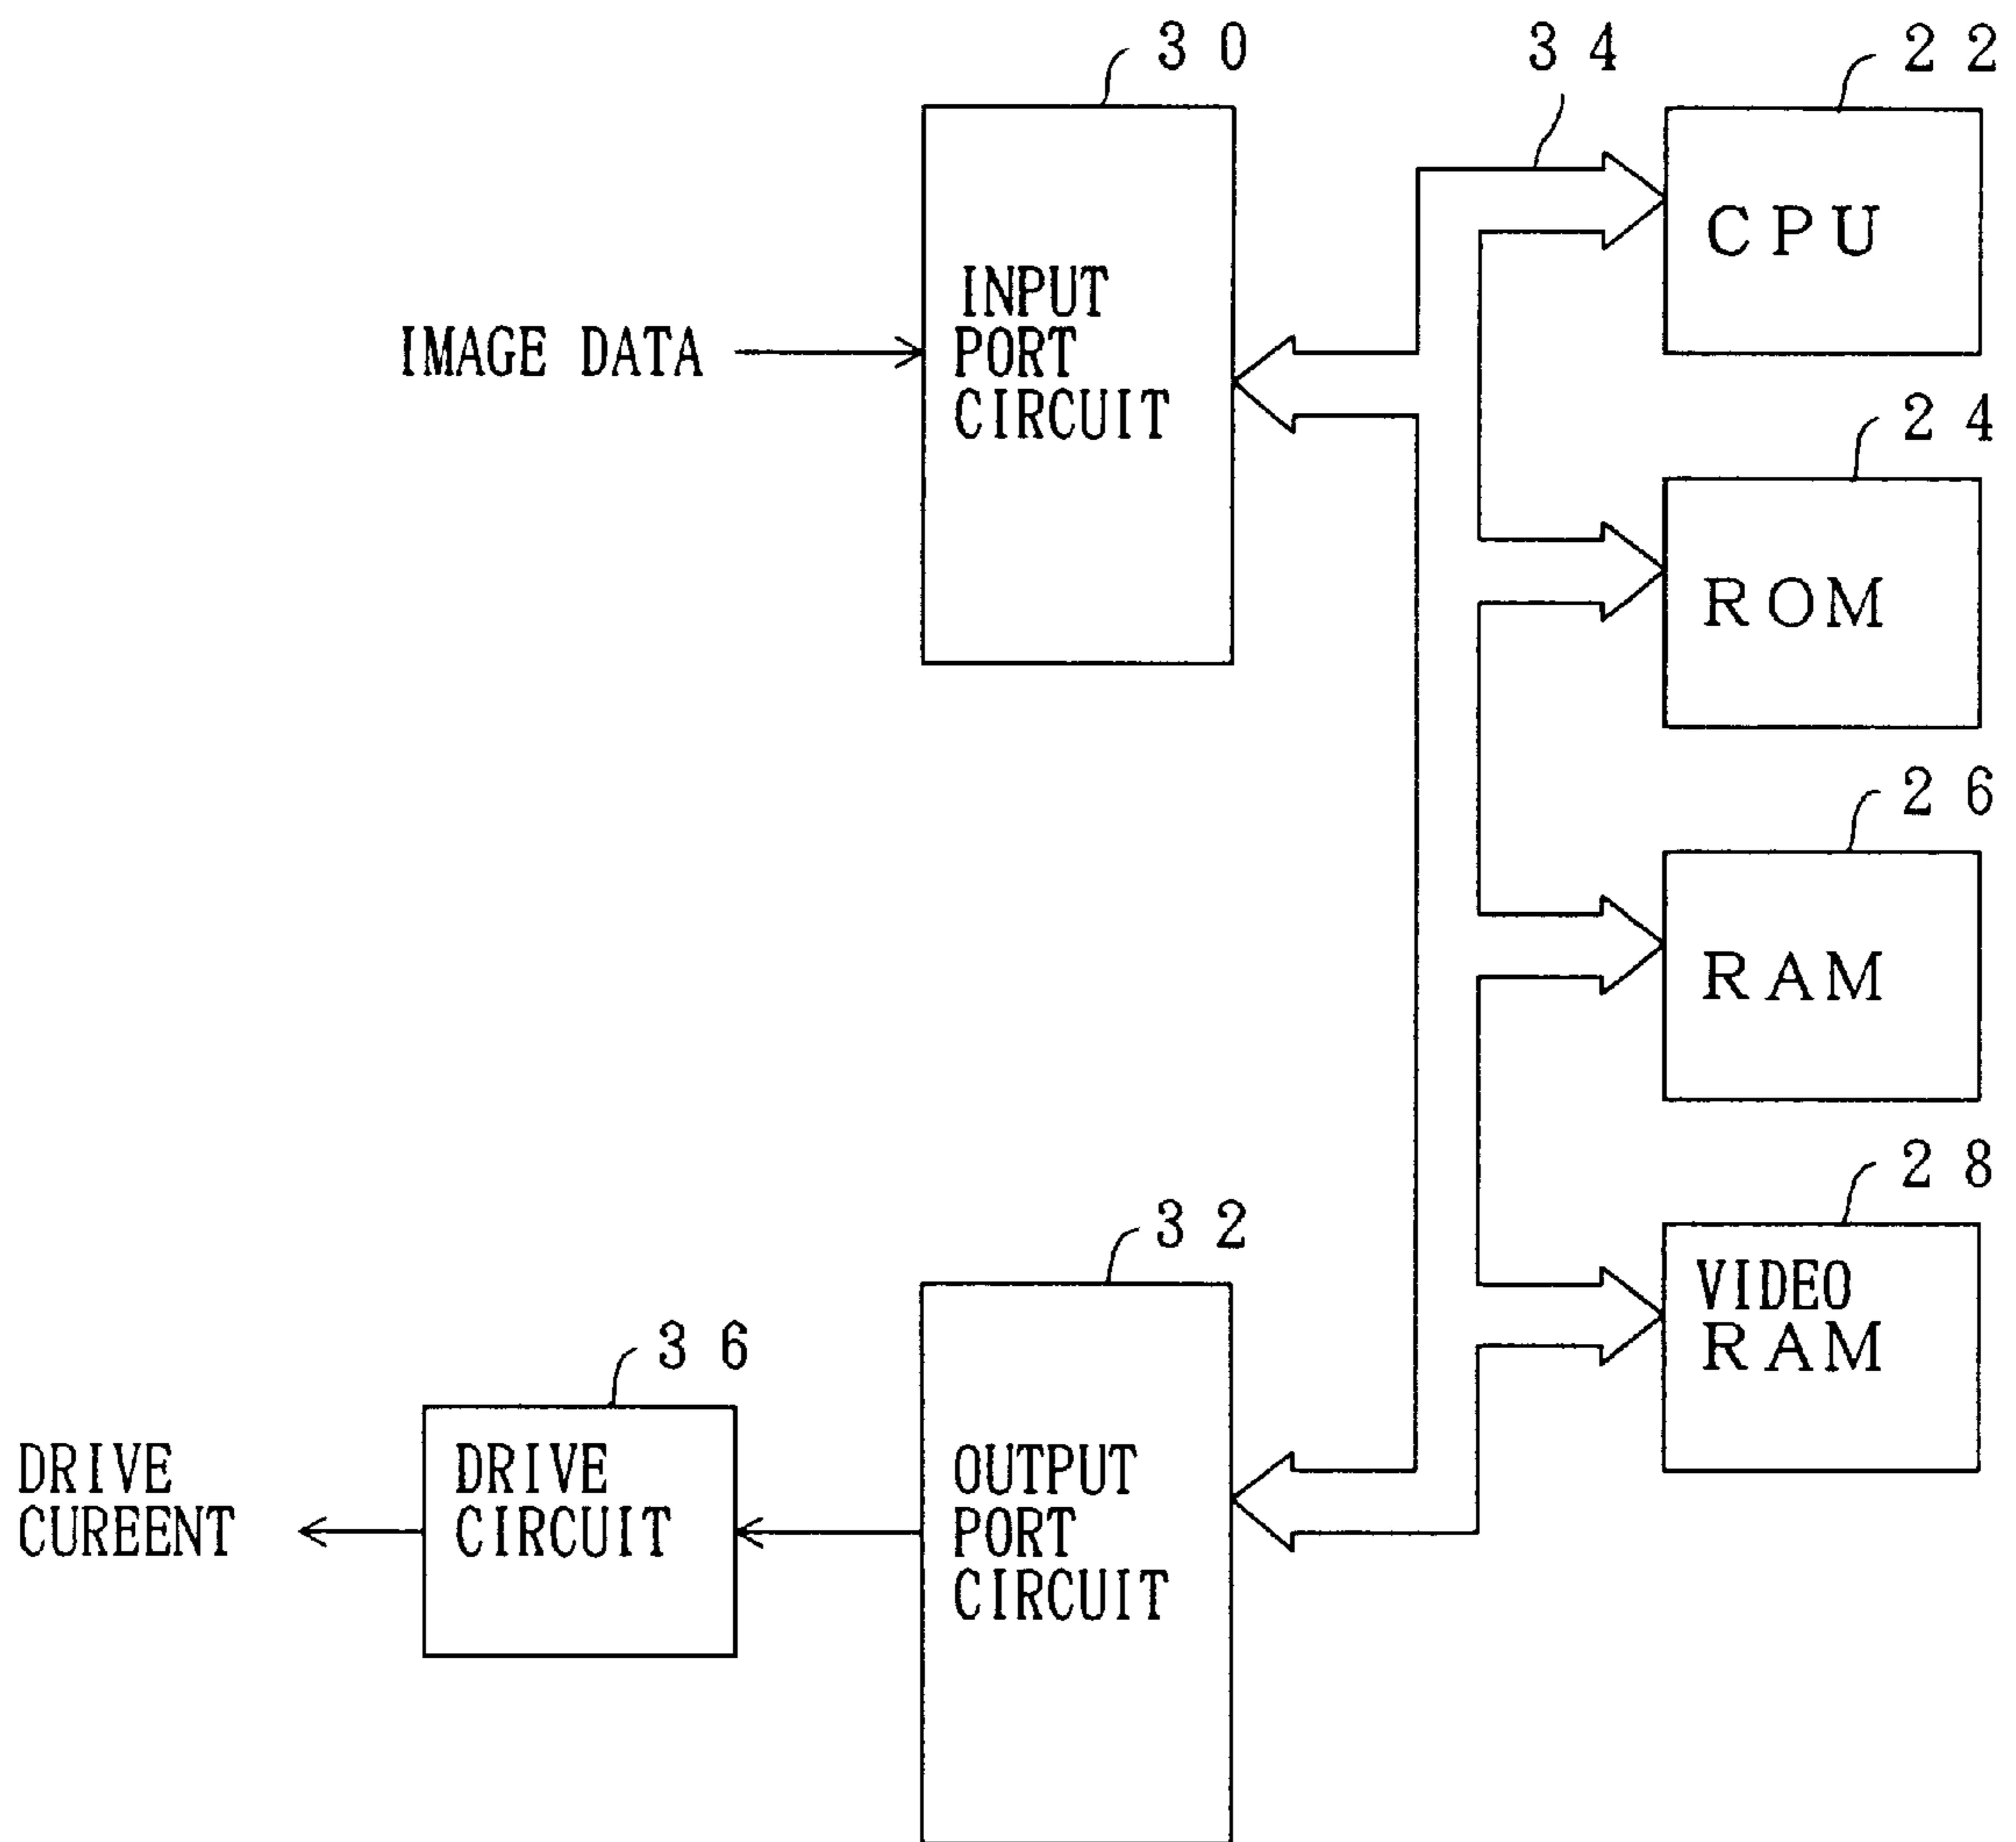 30
34
22
CPU
INPUT
PORT
CIRCUIT
IMAGE DATA
24
ROM
26
RAM
28
VIDEO
RAM
32
OUTPUT
PORT
CIRCUIT
36
DRIVE
CIRCUIT
DRIVE
CUREENT